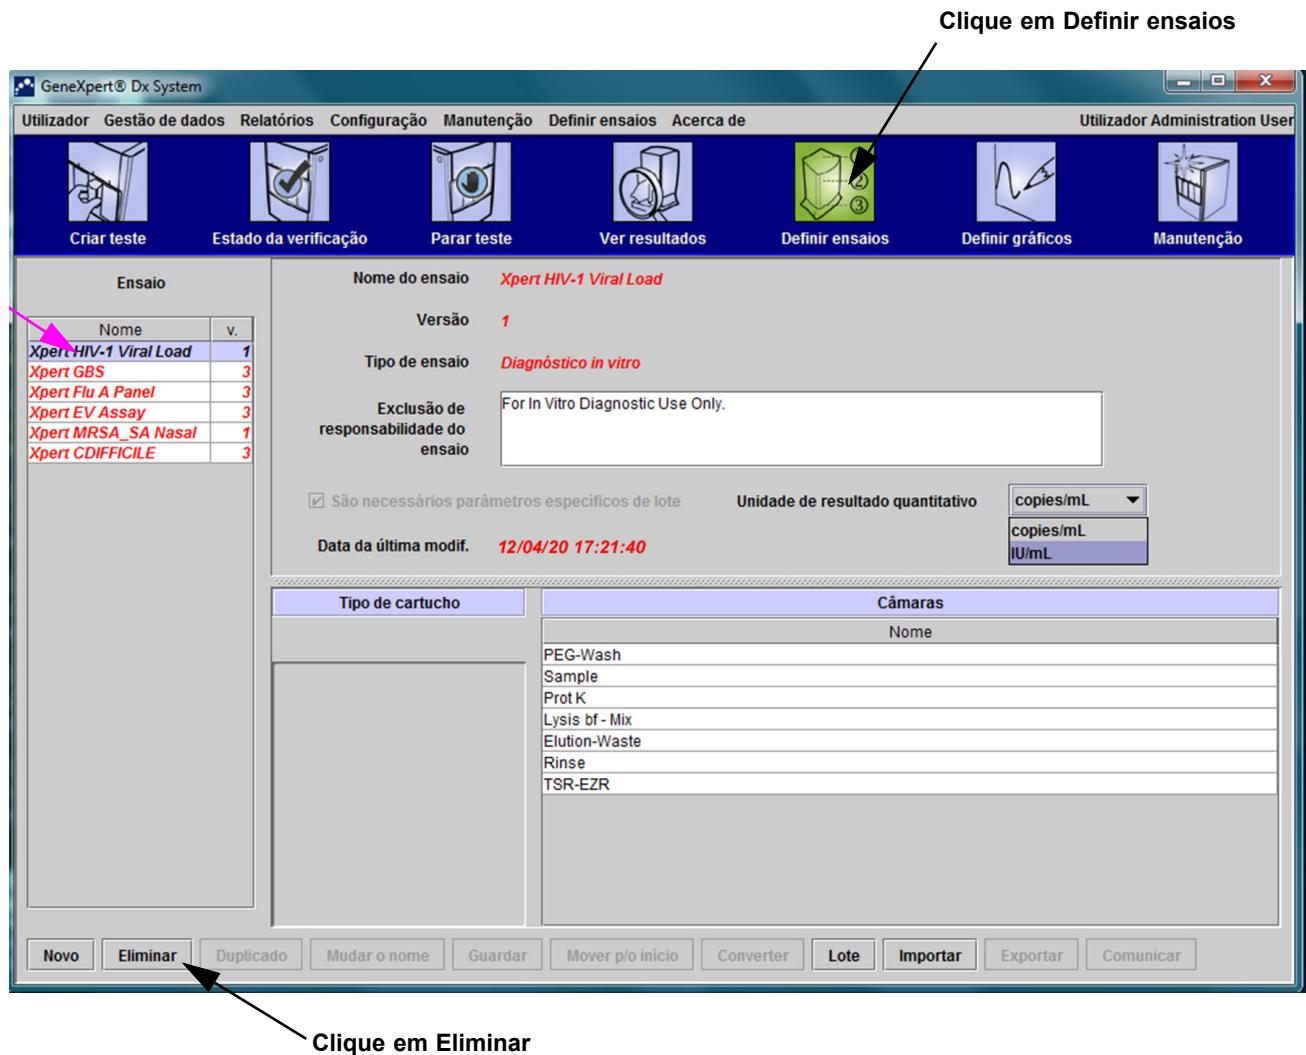 Clique em Definir ensaios
GeneXpert® Dx System
Utilizador Gestão de dados Relatórios Configuração Manutenção Definir ensaios Acerca de Utilizador Administration User
Criar teste Estado da verificação Parar teste Ver resultados Definir ensaios Definir gráficos Manutenção
Ensaio
Nome v.
Xpert HIV-1 Viral Load 1
Xpert GBS 3
Xpert Flu A Panel 3
Xpert EV Assay 3
Xpert MRSA_SA Nasal 1
Xpert CDIFFICILE 3
Nome do ensaio Xpert HIV-1 Viral Load
Versão 1
Tipo de ensaio Diagnóstico in vitro
Exclusão de
responsabilidade do
ensaio
For In Vitro Diagnostic Use Only.
São necessários parâmetros específicos de lote Unidade de resultado quantitativo copies/mL
copies/mL
IU/mL
Data da última modif. 12/04/20 17:21:40
Tipo de cartucho
Câmaras
Nome
PEG-Wash
Sample
Prot K
Lysis bf - Mix
Elution-Waste
Rinse
TSR-EZR
Novo Eliminar Duplicado Mudar o nome Guardar Mover p/o início Converter Lote Importar Exportar Comunicar
Clique em Eliminar